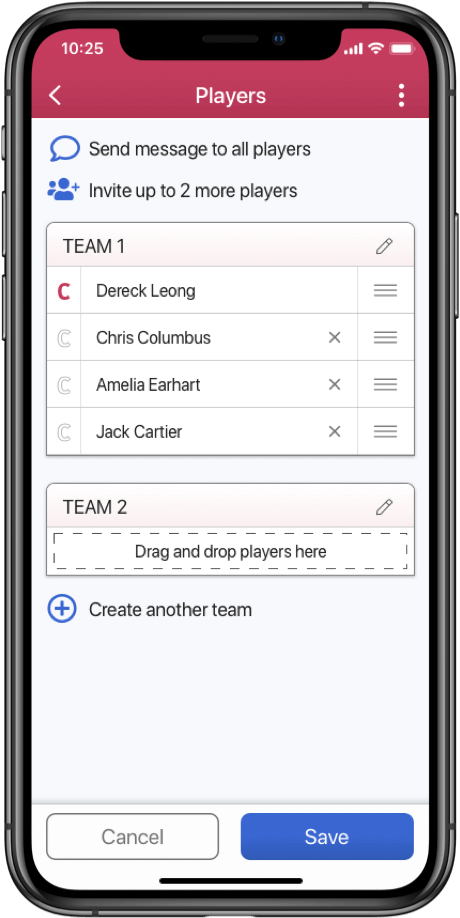 10:25
Players
Send message to all players
Invite up to 2 more players
TEAM 1
C Dereck Leong
C Chris Columbus
C Amelia Earhart
C Jack Cartier
TEAM 2
Drag and drop players here
Create another team
Cancel Save